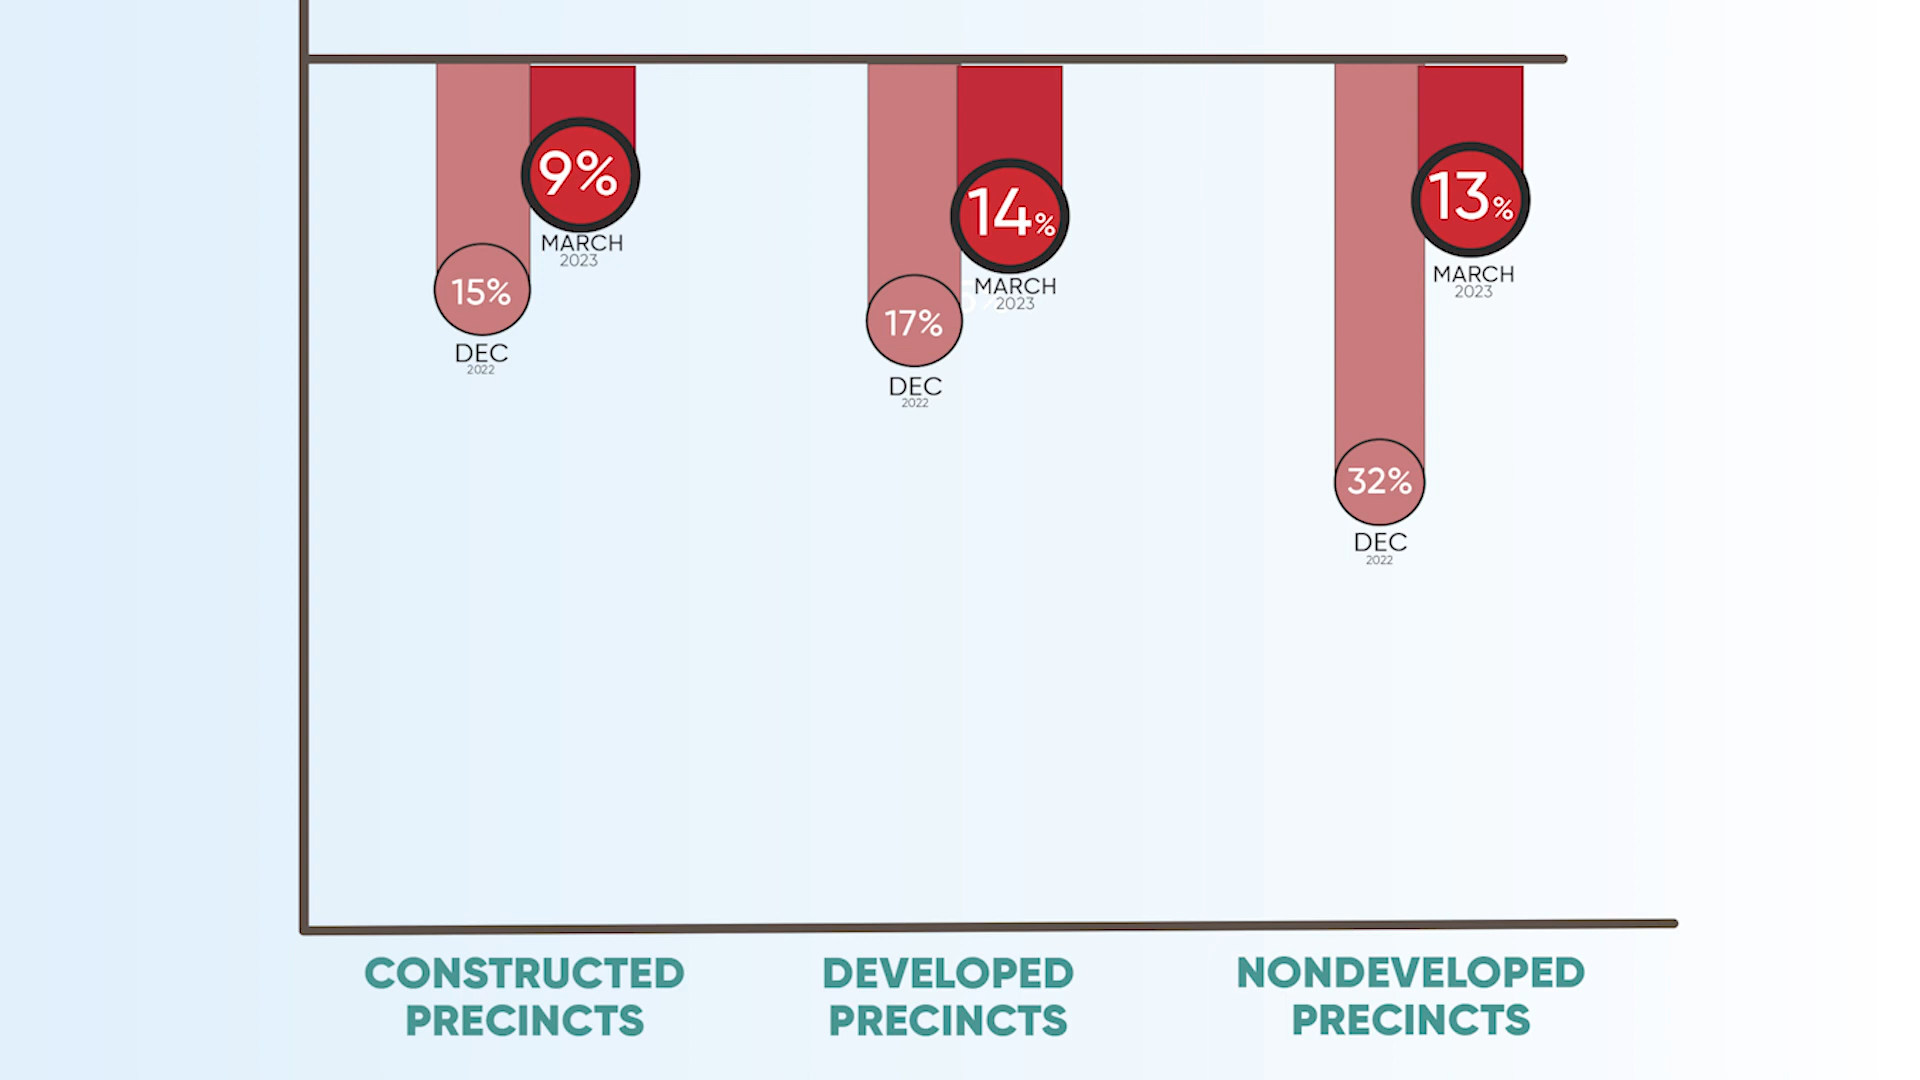 9%
MARCH
2023
15%
DEC
2022
14%
MARCH
2023
17%
DEC
2022
13%
MARCH
2023
32%
DEC
2022
CONSTRUCTED
PRECINCTS
DEVELOPED
PRECINCTS
NONDEVELOPED
PRECINCTS